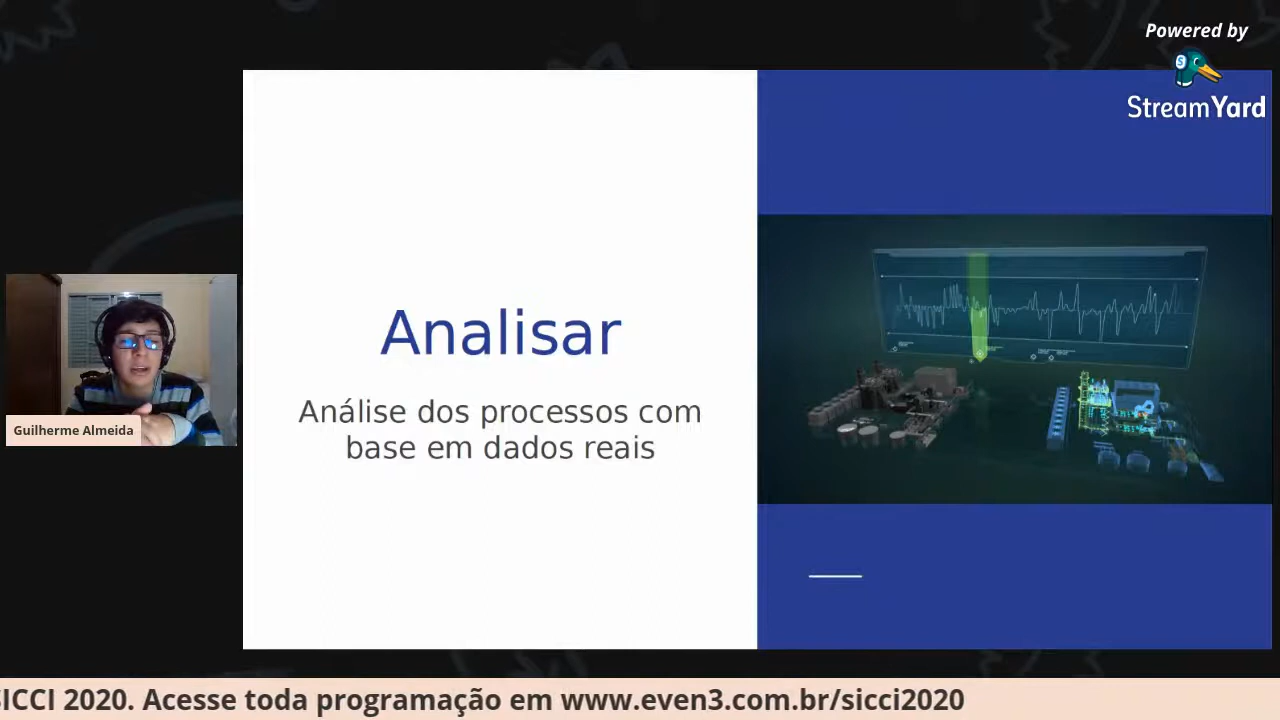 Powered by
StreamYard
Analisar
Análise dos processos com
base em dados reais
Guilherme Almeida
SICCI 2020. Acesse toda programação em www.even3.com.br/sicci2020